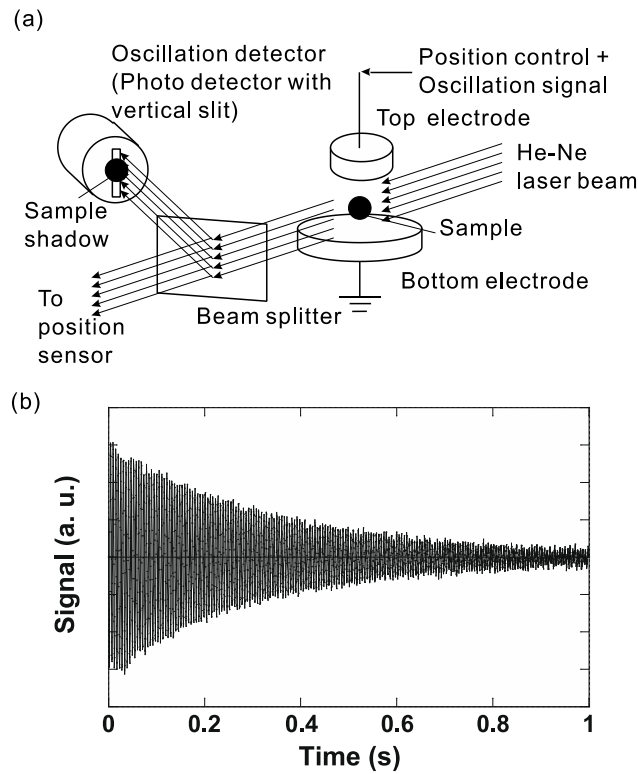 (a)
Oscillation detector
(Photo detector with
vertical slit)
Position control +
Oscillation signal
Top electrode
He-Ne
laser beam
Sample
shadow
Sample
Bottom electrode
To
position
sensor
Beam splitter
(b)
Signal (a. u.)
0 0.2 0.4 0.6 0.8 1
Time (s)